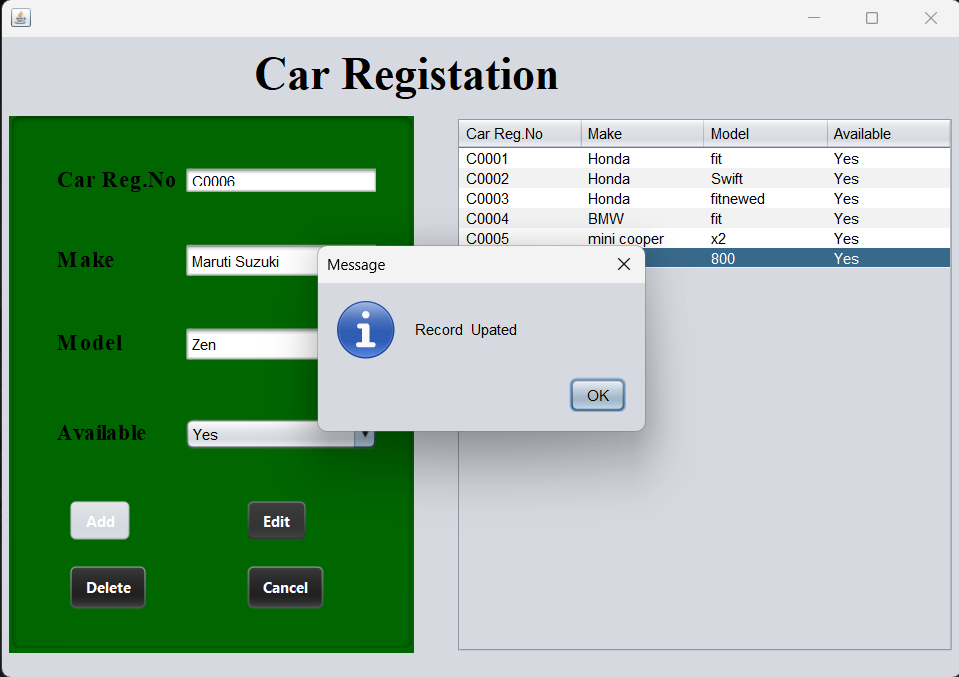 Car Registation
Car Reg.No C0006
Make Maruti Suzuki
Model Zen
Available Yes
Add Edit
Delete Cancel
Car Reg.No Make Model Available
C0001 Honda fit Yes
C0002 Honda Swift Yes
C0003 Honda fitnewed Yes
C0004 BMW fit Yes
C0005 mini cooper x2 Yes
800 Yes
Message
Record Upated
OK